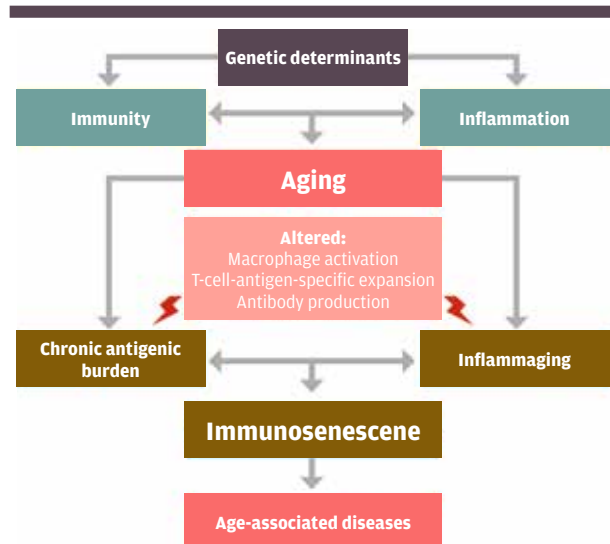 Genetic determinants
Immunity
Inflammation
Aging
Altered:
Macrophage activation
T-cell-antigen-specific expansion
Antibody production
Chronic antigenic
burden
Inflammaging
Immunosenescene
Age-associated diseases